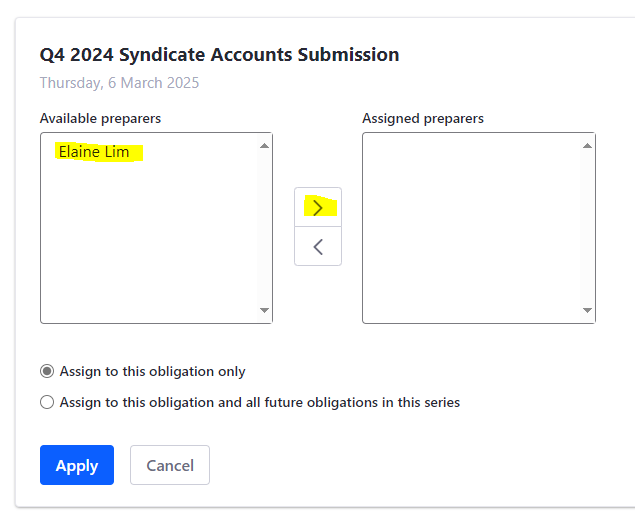 Q4 2024 Syndicate Accounts Submission
Thursday, 6 March 2025
Available preparers
Assigned preparers
Elaine Lim
Assign to this obligation only
Assign to this obligation and all future obligations in this series
Apply
Cancel